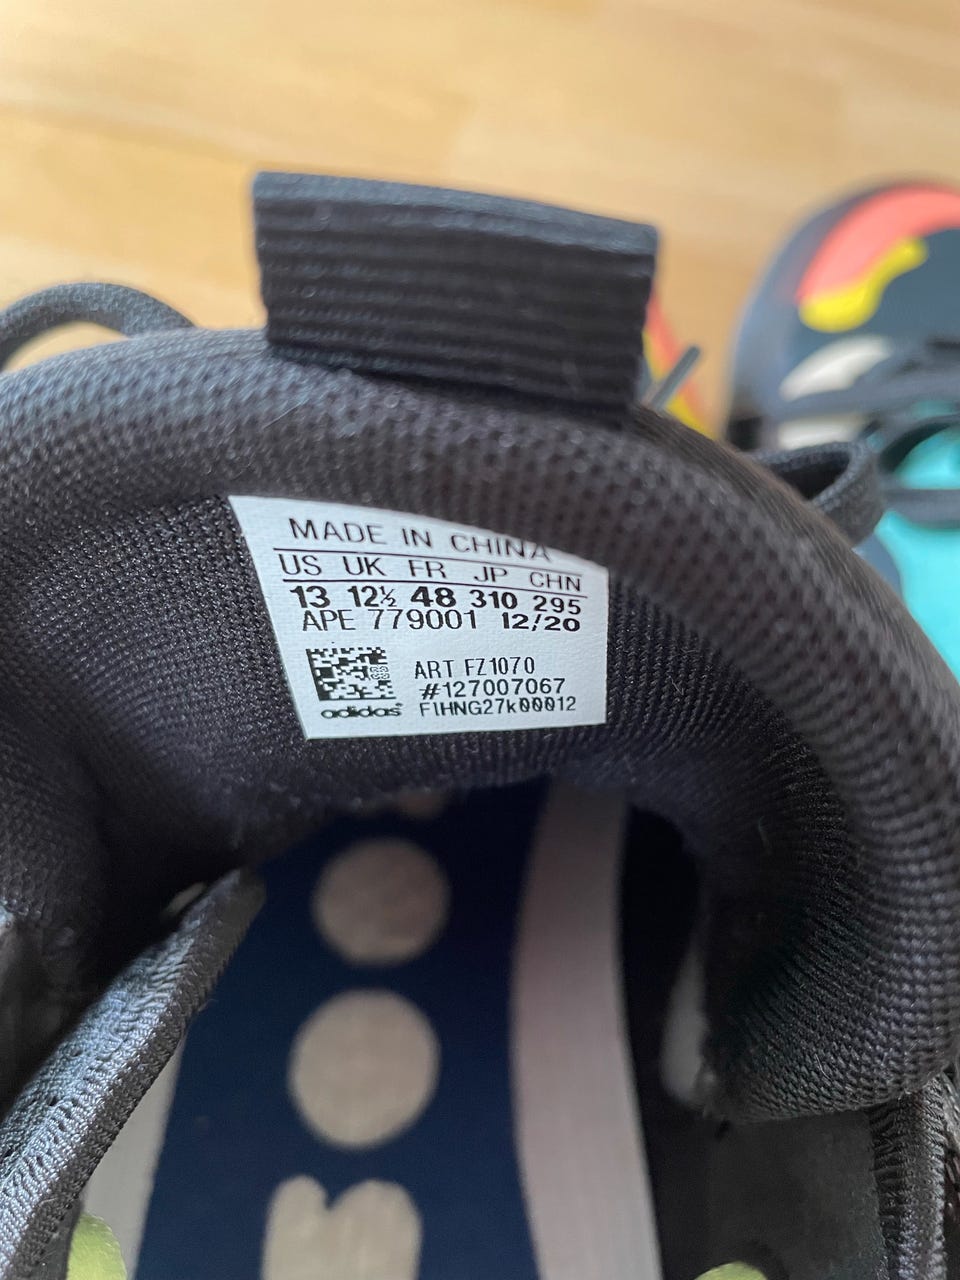 MADE IN CHINA
US UK FR JP CHN
13 12½ 48 310 295
APE 779001 12/20
ART FZ1070
#127007067
adidas FIHNG27k00012